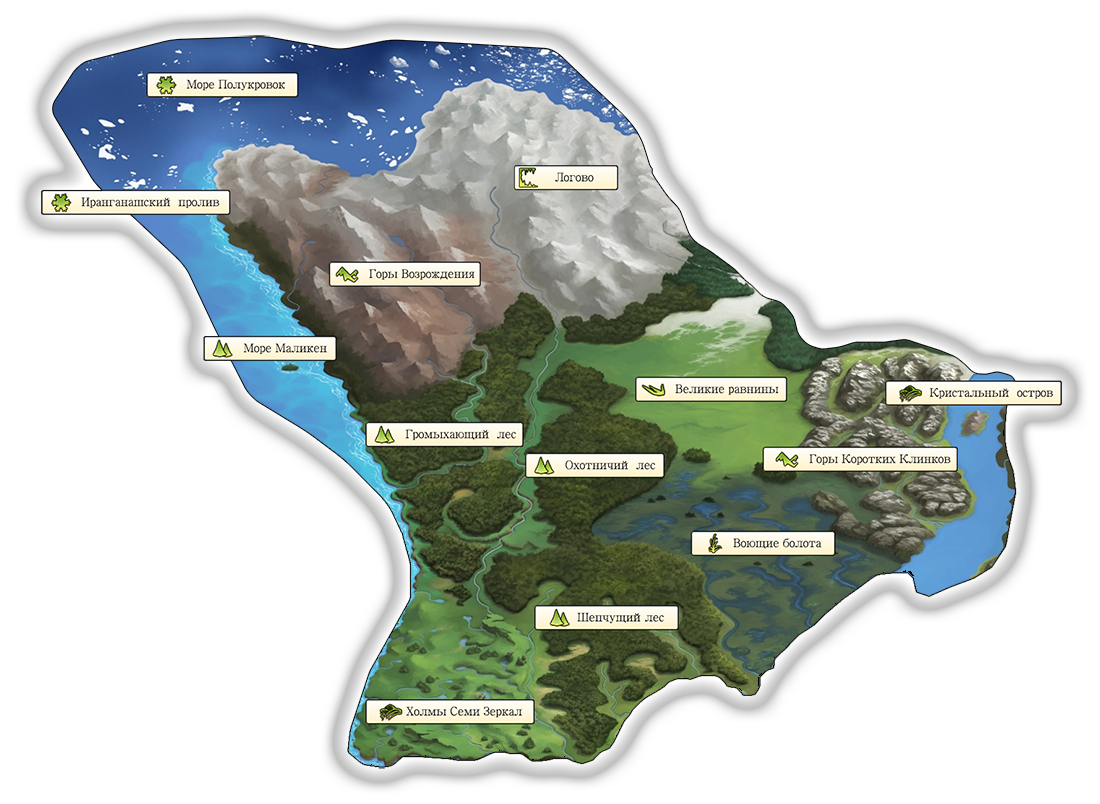 Море Полукровок
Логово
Иранганашский пролив
Горы Возрождения
Море Маликен
Великие равнины
Кристальный остров
Громыхающий лес
Охотничий лес
Горы Коротких Клинков
Воющие болота
Шепчущий лес
Холмы Семи Зеркал